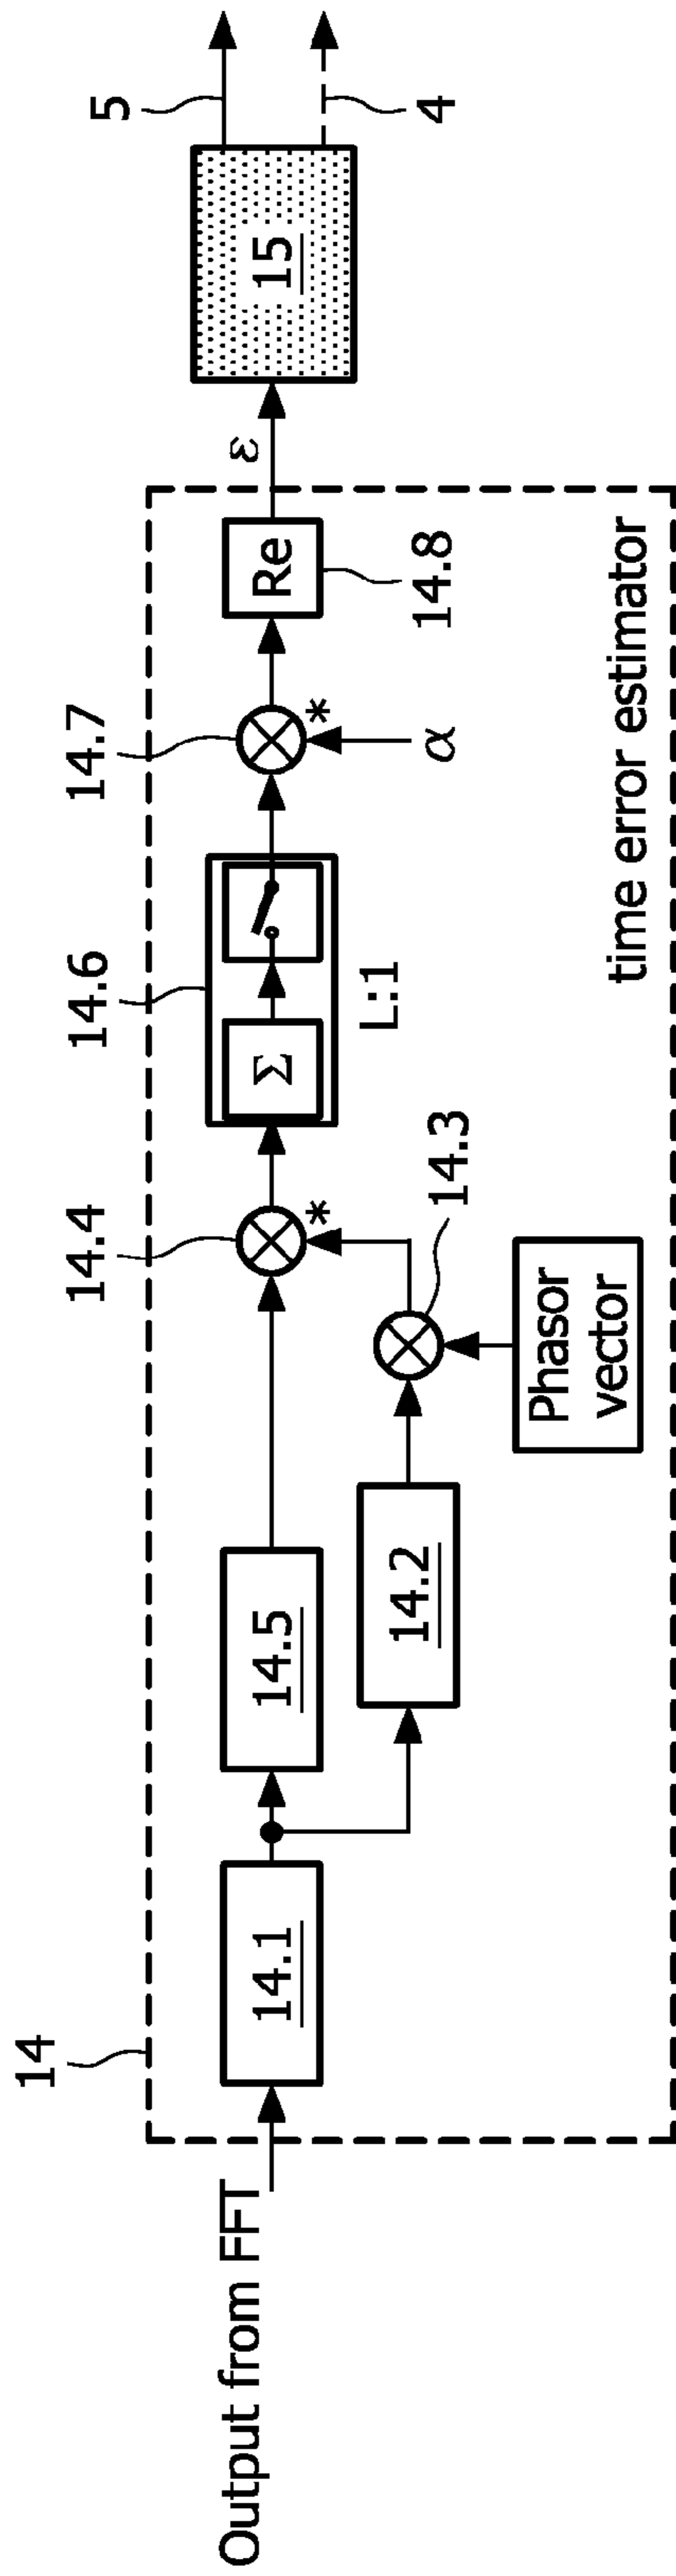 Output from FFT
14
14.1
14.5
14.2
14.4
*
14.3
Phasor
vector
14.6
Σ
L:1
14.7
*
α
Re
14.8
time error estimator
ε
15
5
4